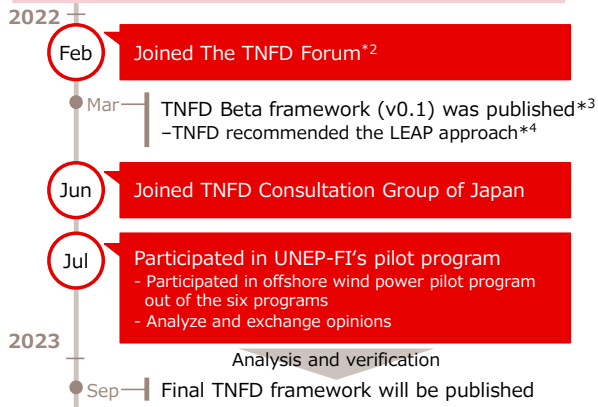 2022
Feb
Joined The TNFD Forum*2
Mar
TNFD Beta framework (v0.1) was published*3
–TNFD recommended the LEAP approach*4
Jun
Joined TNFD Consultation Group of Japan
Jul
Participated in UNEP-FI's pilot program
- Participated in offshore wind power pilot program
out of the six programs
- Analyze and exchange opinions
2023
Analysis and verification
Sep
Final TNFD framework will be published